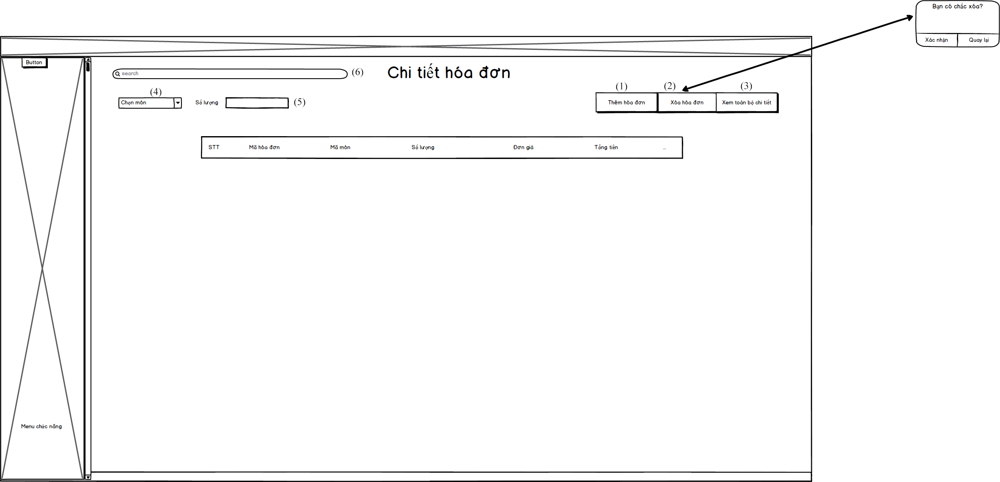 Bạn có chắc xóa?
Xác nhận Quay lại
Button
search (6) Chi tiết hóa đơn
(4) (1) (2) (3)
Chọn món Số lượng (5) Thêm hóa đơn Xóa hóa đơn Xem toàn bộ chi tiết
STT Mã hóa đơn Mã món Số lượng Đơn giá Tổng tiền ...
Menu chức năng